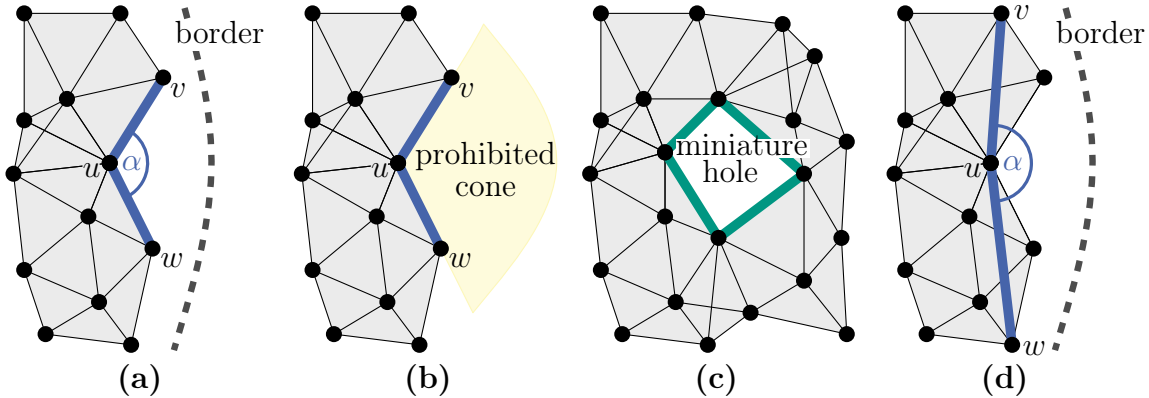 border
v
u
α
w
(a)
v
u
prohibited
cone
w
(b)
miniature
hole
(c)
v
border
u
α
w
(d)